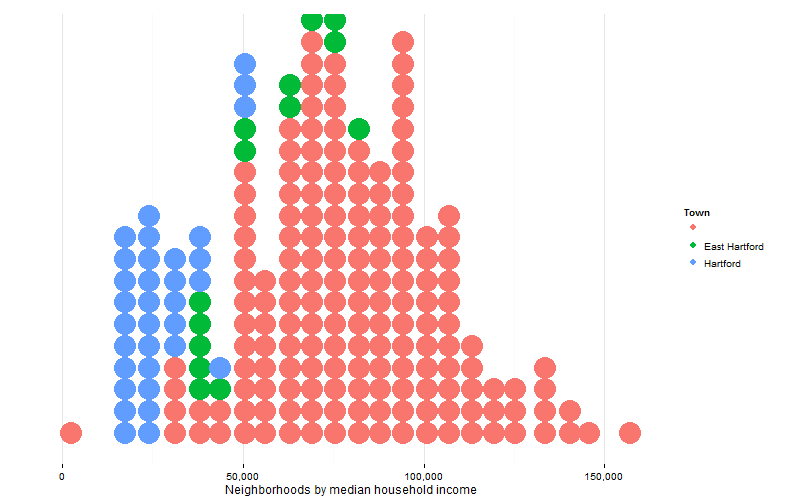 Town
East Hartford
Hartford
0
50,000
100,000
150,000
Neighborhoods by median household income